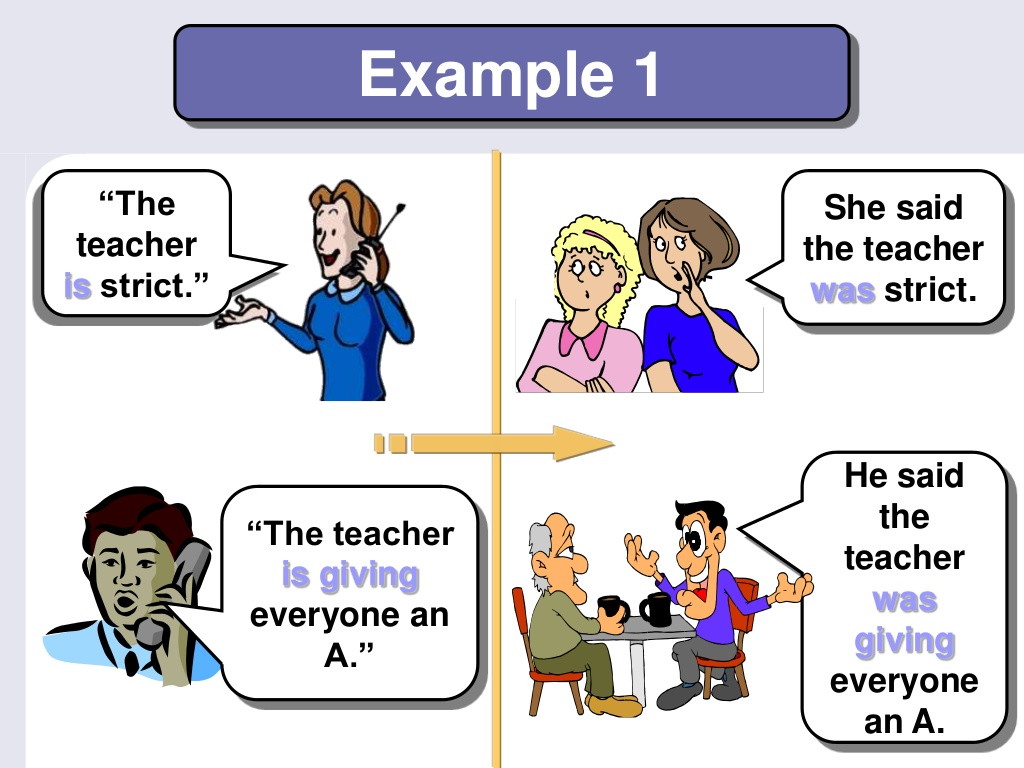 Example 1
“The
teacher
is strict.”
She said
the teacher
was strict.
“The teacher
is giving
everyone an
A.”
He said
the
teacher
was
giving
everyone
an A.